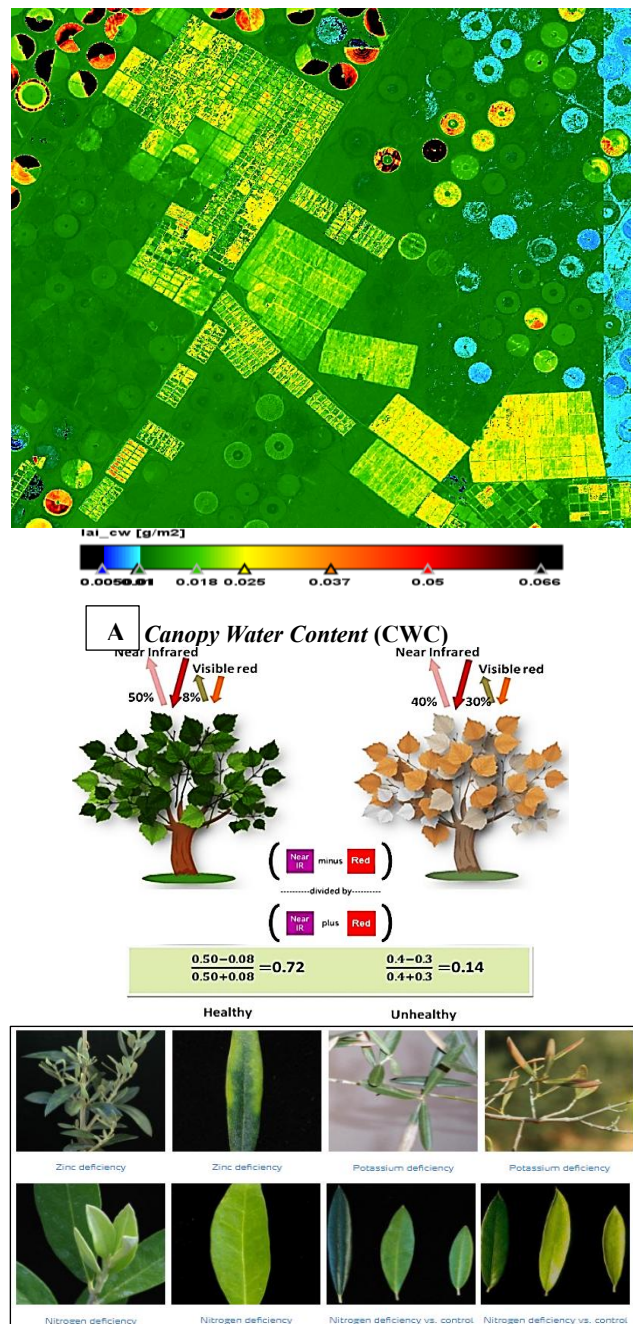 lai_cw [g/m2]
0.018 0.025 0.037 0.05 0.066
A Canopy Water Content (CWC)
Near Infrared Near Infrared
Visible red Visible red
50% 8% 40% 30%
( Near IR minus Red )
----------divided by----------
( Near IR plus Red )
0.50−0.08 / 0.50+0.08 =0.72 0.4−0.3 / 0.4+0.3 =0.14
Healthy Unhealthy
Zinc deficiency Zinc deficiency Potassium deficiency Potassium deficiency
Nitrogen deficiency Nitrogen deficiency Nitrogen deficiency vs. control Nitrogen deficiency vs. control